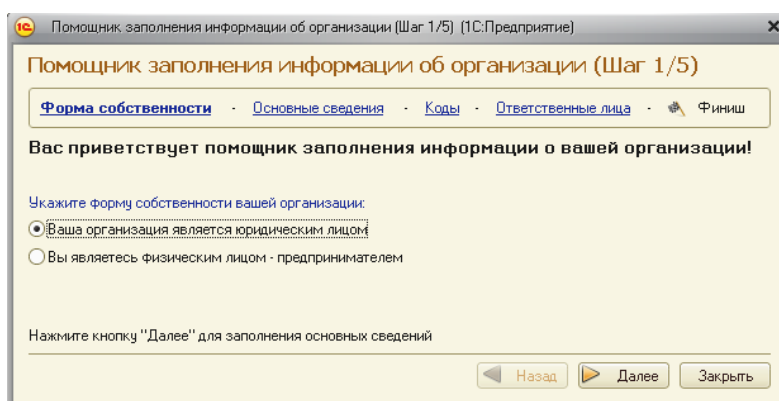 1С Помощник заполнения информации об организации (Шаг 1/5) (1С:Предприятие)
Помощник заполнения информации об организации (Шаг 1/5)
Форма собственности · Основные сведения · Коды · Ответственные лица · Финиш
Вас приветствует помощник заполнения информации о вашей организации!
Укажите форму собственности вашей организации:
Ваша организация является юридическим лицом
Вы являетесь физическим лицом - предпринимателем
Нажмите кнопку "Далее" для заполнения основных сведений
Назад Далее Закрыть